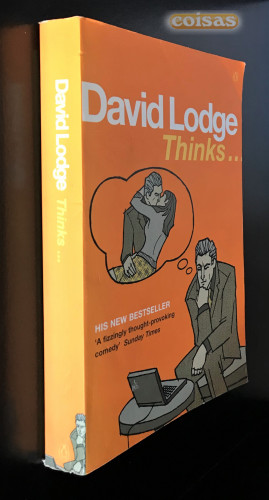 coisas
David Lodge
Thinks...
HIS NEW BESTSELLER
'A fizzingly thought-provoking
comedy' Sunday Times
David Lodge
Thinks...